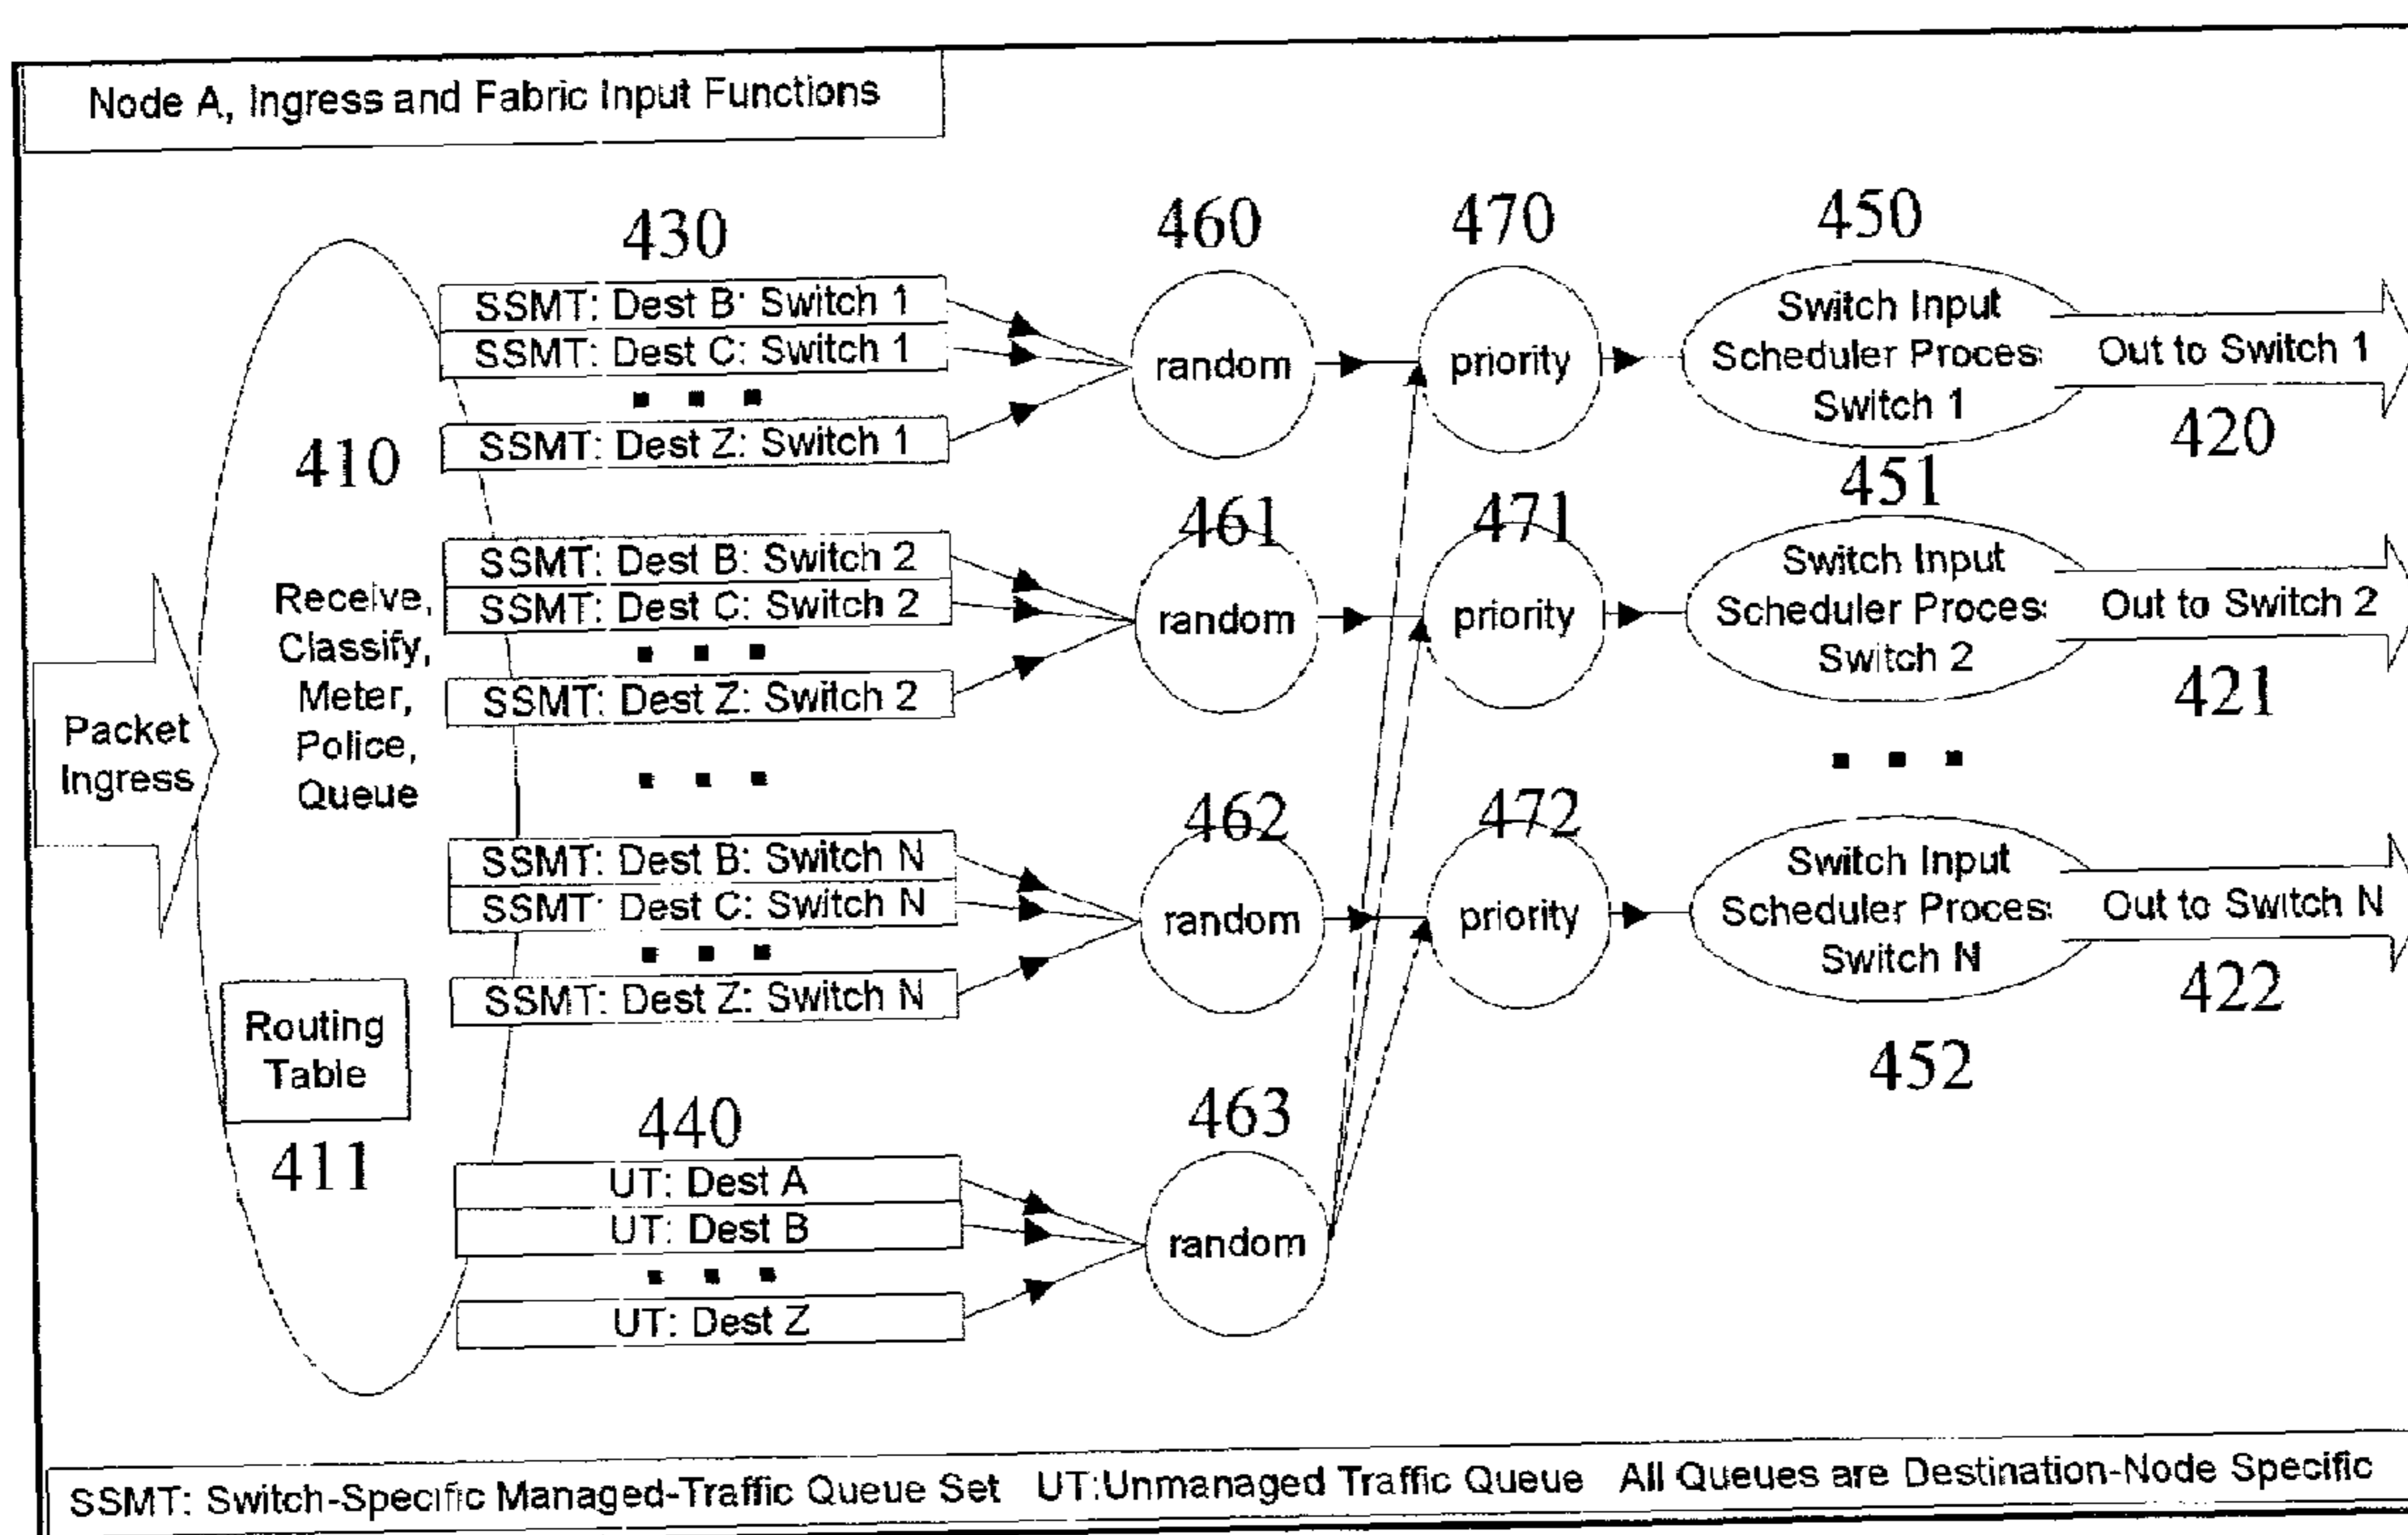 Node A, Ingress and Fabric Input Functions
430
460
470
450
SSMT: Dest B: Switch 1
SSMT: Dest C: Switch 1
SSMT: Dest Z: Switch 1
random
priority
Switch Input
Scheduler Proces
Switch 1
Out to Switch 1
420
410
461
471
451
SSMT: Dest B: Switch 2
SSMT: Dest C: Switch 2
SSMT: Dest Z: Switch 2
random
priority
Switch Input
Scheduler Proces
Switch 2
Out to Switch 2
421
Receive,
Classify,
Meter,
Police,
Queue
Packet
Ingress
462
472
SSMT: Dest B: Switch N
SSMT: Dest C: Switch N
SSMT: Dest Z: Switch N
random
priority
Switch Input
Scheduler Proces
Switch N
Out to Switch N
422
452
Routing
Table
411
440
463
UT: Dest A
UT: Dest B
UT: Dest Z
random
SSMT: Switch-Specific Managed-Traffic Queue Set UT:Unmanaged Traffic Queue All Queues are Destination-Node Specific